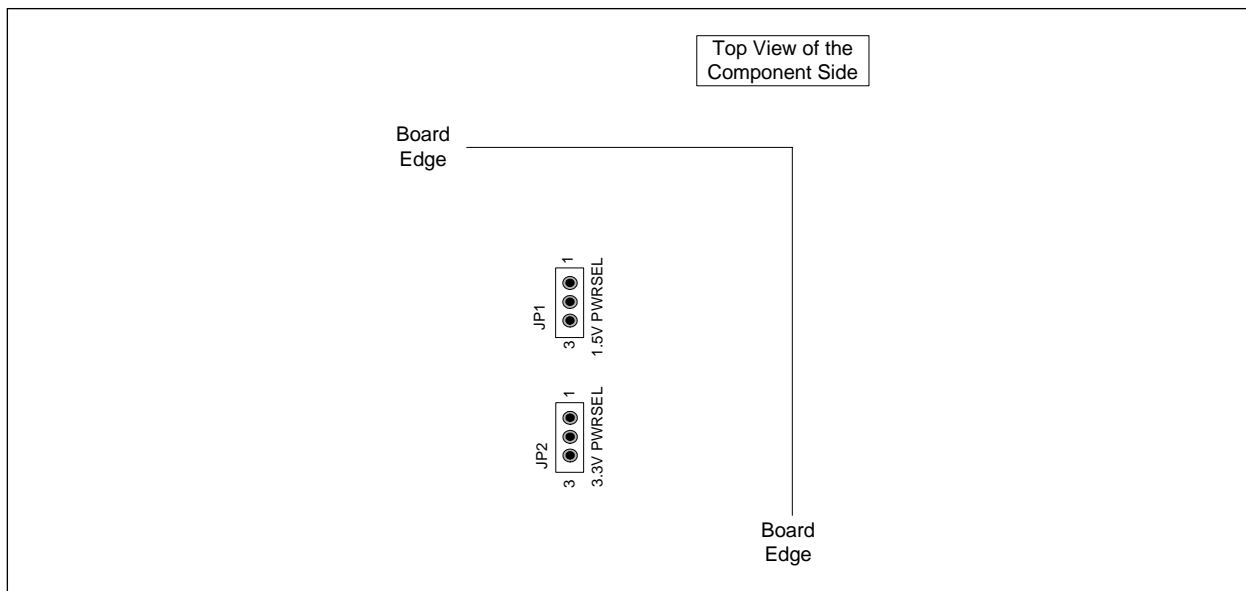 Top View of the
Component Side
Board
Edge
1
JP1
1.5V PWRSEL
3
1
JP2
3.3V PWRSEL
3
Board
Edge